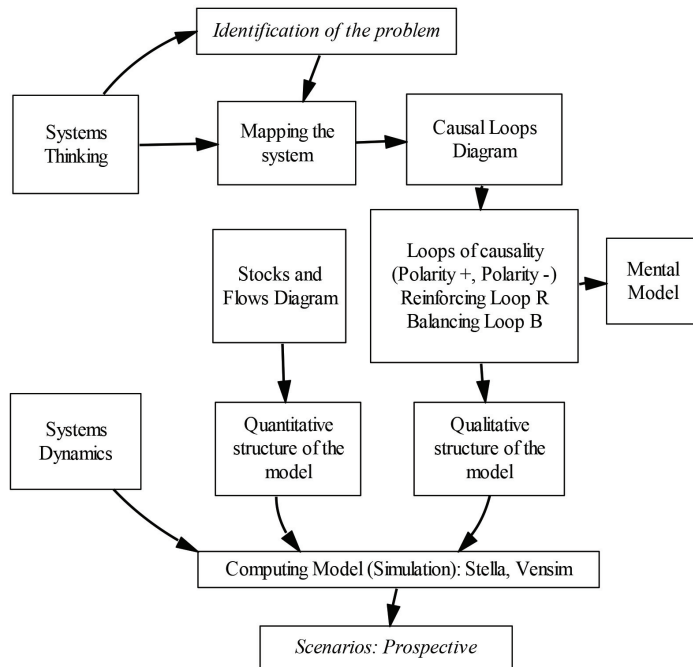 Identification of the problem
Systems
Thinking
Mapping the
system
Causal Loops
Diagram
Stocks and
Flows Diagram
Loops of causality
(Polarity +, Polarity -)
Reinforcing Loop R
Balancing Loop B
Mental
Model
Systems
Dynamics
Quantitative
structure of the
model
Qualitative
structure of the
model
Computing Model (Simulation): Stella, Vensim
Scenarios: Prospective